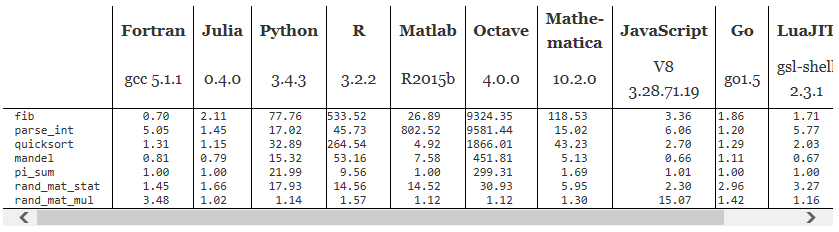 Fortran Julia Python R Matlab Octave Mathe-matica JavaScript Go LuaJIT
gcc 5.1.1 0.4.0 3.4.3 3.2.2 R2015b 4.0.0 10.2.0 V8 3.28.71.19 go1.5 gsl-shell 2.3.1
fib 0.70 2.11 77.76 533.52 26.89 9324.35 118.53 3.36 1.86 1.71
parse_int 5.05 1.45 17.02 45.73 802.52 9581.44 15.02 6.06 1.20 5.77
quicksort 1.31 1.15 32.89 264.54 4.92 1866.01 43.23 2.70 1.29 2.03
mandel 0.81 0.79 15.32 53.16 7.58 451.81 5.13 0.66 1.11 0.67
pi_sum 1.00 1.00 21.99 9.56 1.00 299.31 1.69 1.01 1.00 1.00
rand_mat_stat 1.45 1.66 17.93 14.56 14.52 30.93 5.95 2.30 2.96 3.27
rand_mat_mul 3.48 1.02 1.14 1.57 1.12 1.12 1.30 15.07 1.42 1.16